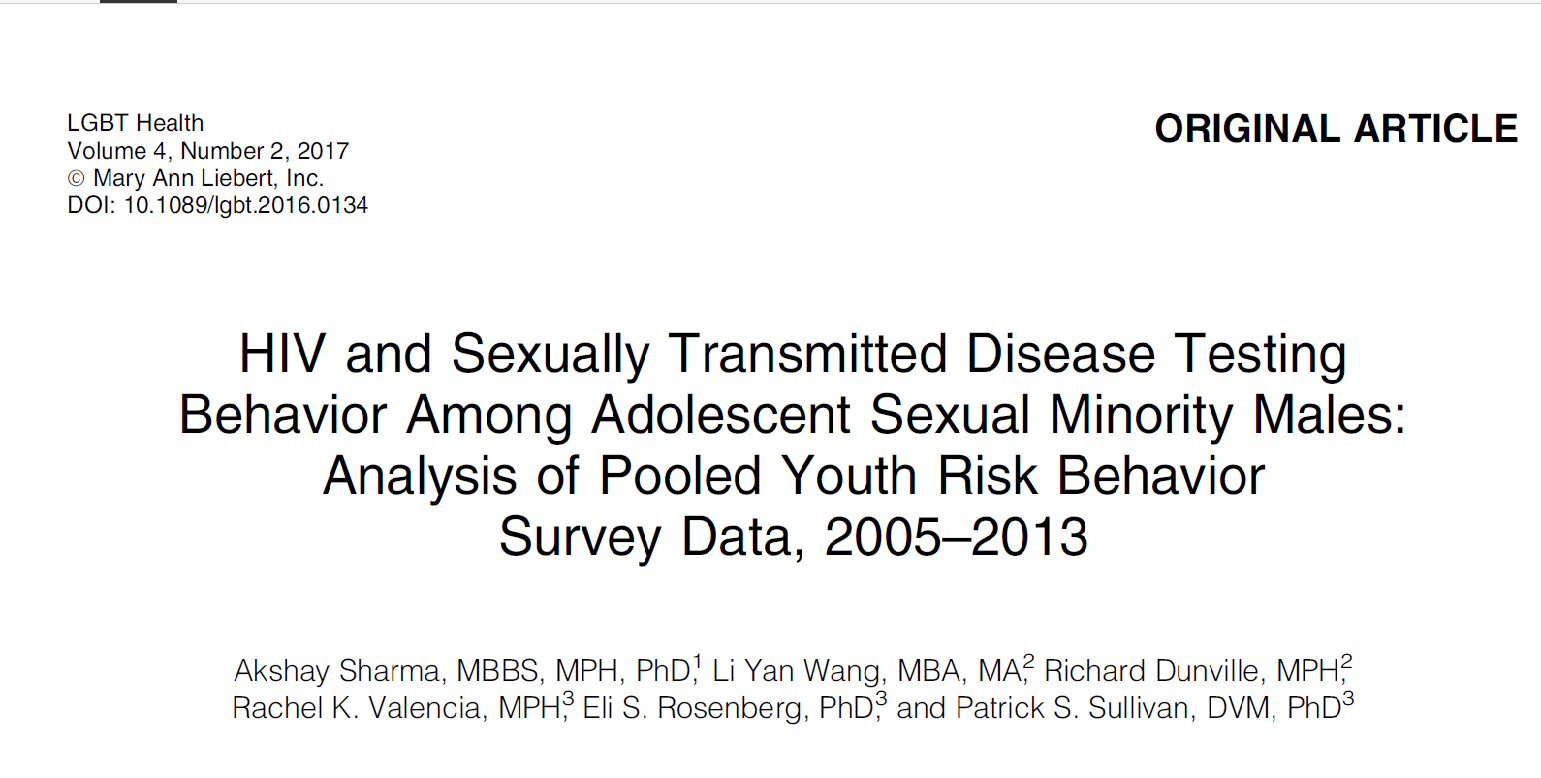 LGBT Health
Volume 4, Number 2, 2017
© Mary Ann Liebert, Inc.
DOI: 10.1089/lgbt.2016.0134
ORIGINAL ARTICLE
HIV and Sexually Transmitted Disease Testing
Behavior Among Adolescent Sexual Minority Males:
Analysis of Pooled Youth Risk Behavior
Survey Data, 2005–2013
Akshay Sharma, MBBS, MPH, PhD,1 Li Yan Wang, MBA, MA,2 Richard Dunville, MPH,2
Rachel K. Valencia, MPH,3 Eli S. Rosenberg, PhD,3 and Patrick S. Sullivan, DVM, PhD3